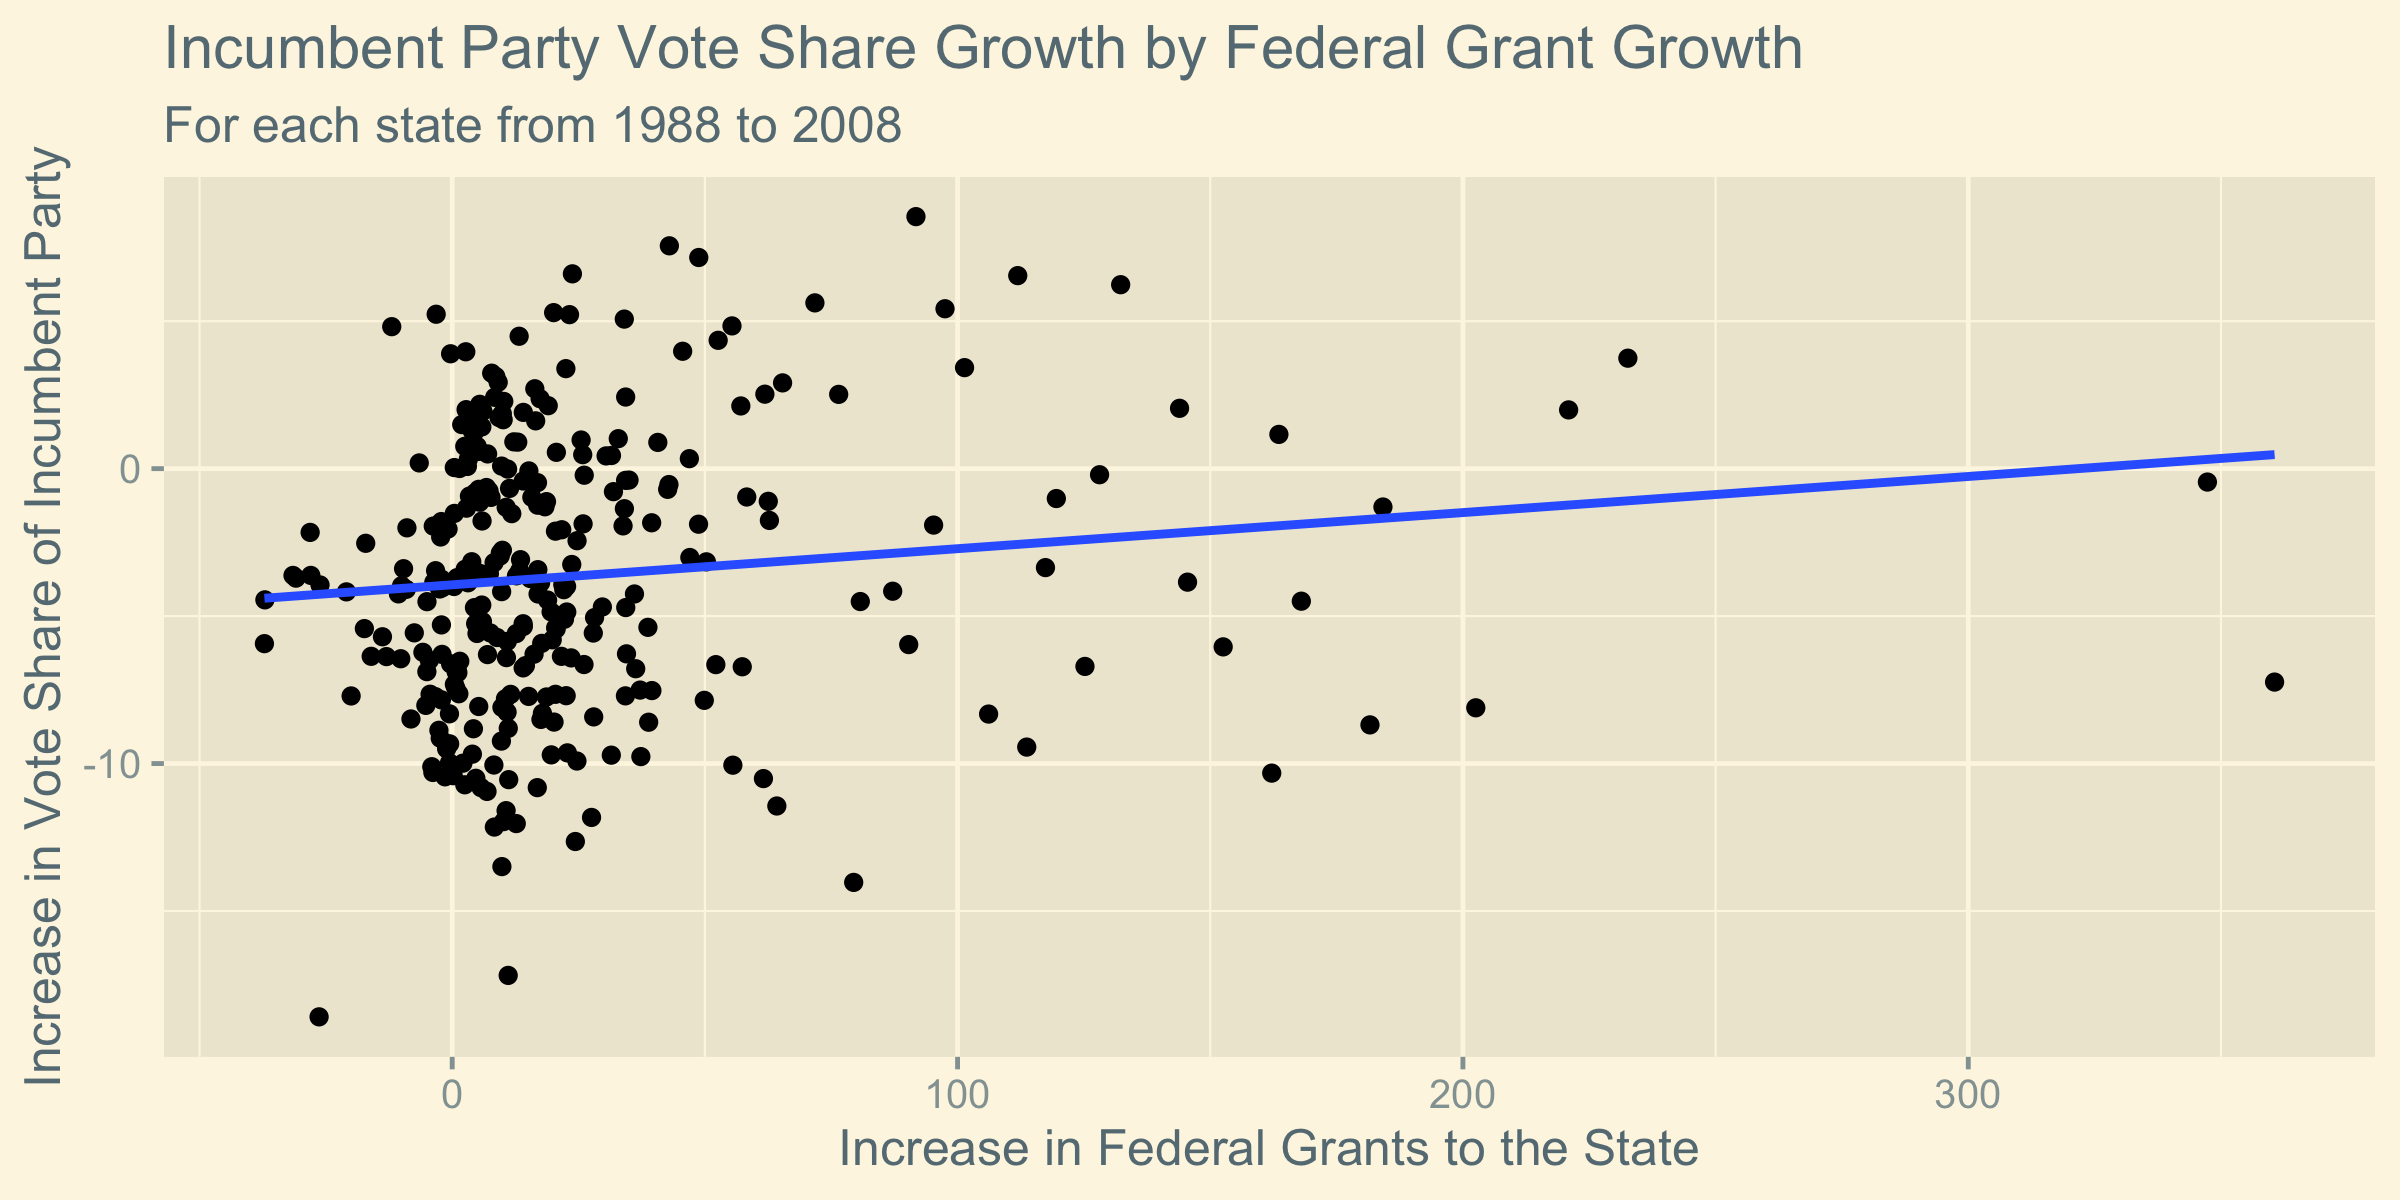 Incumbent Party Vote Share Growth by Federal Grant Growth
For each state from 1988 to 2008
Increase in Vote Share of Incumbent Party
0
-10
0
100
200
300
Increase in Federal Grants to the State